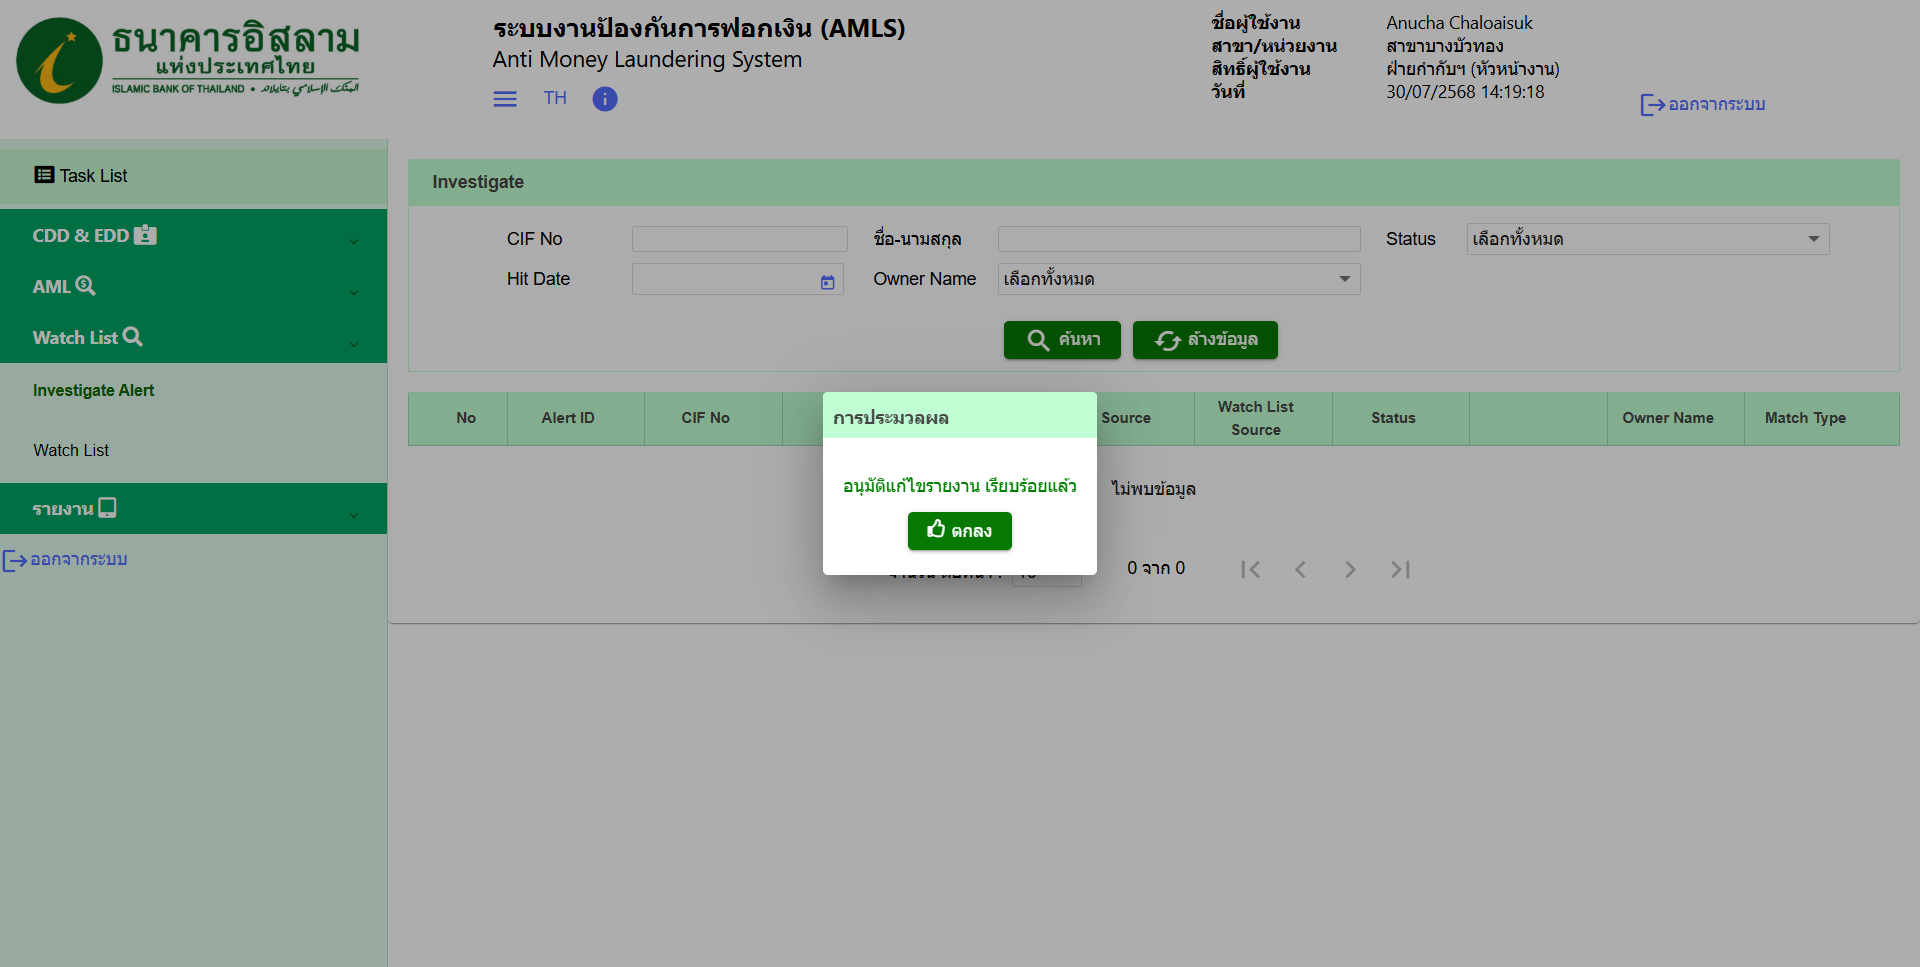 ธนาคารอิสลาม
แห่งประเทศไทย
ISLAMIC BANK OF THAILAND •
ระบบงานป้องกันการฟอกเงิน (AMLS)
Anti Money Laundering System
TH
ชื่อผู้ใช้งาน Anucha Chaloaisuk
สาขา/หน่วยงาน สาขาบางบัวทอง
สิทธิ์ผู้ใช้งาน ฝ่ายกำกับฯ (หัวหน้างาน)
วันที่ 30/07/2568 14:19:18
ออกจากระบบ
Task List
CDD & EDD
AML
Watch List
Investigate Alert
Watch List
รายงาน
ออกจากระบบ
Investigate
CIF No ชื่อ-นามสกุล Status เลือกทั้งหมด
Hit Date Owner Name เลือกทั้งหมด
ค้นหา ล้างข้อมูล
No Alert ID CIF No Source Watch List Source Status Owner Name Match Type
การประมวลผล
อนุมัติแก้ไขรายงาน เรียบร้อยแล้ว
ตกลง
ไม่พบข้อมูล
0 จาก 0